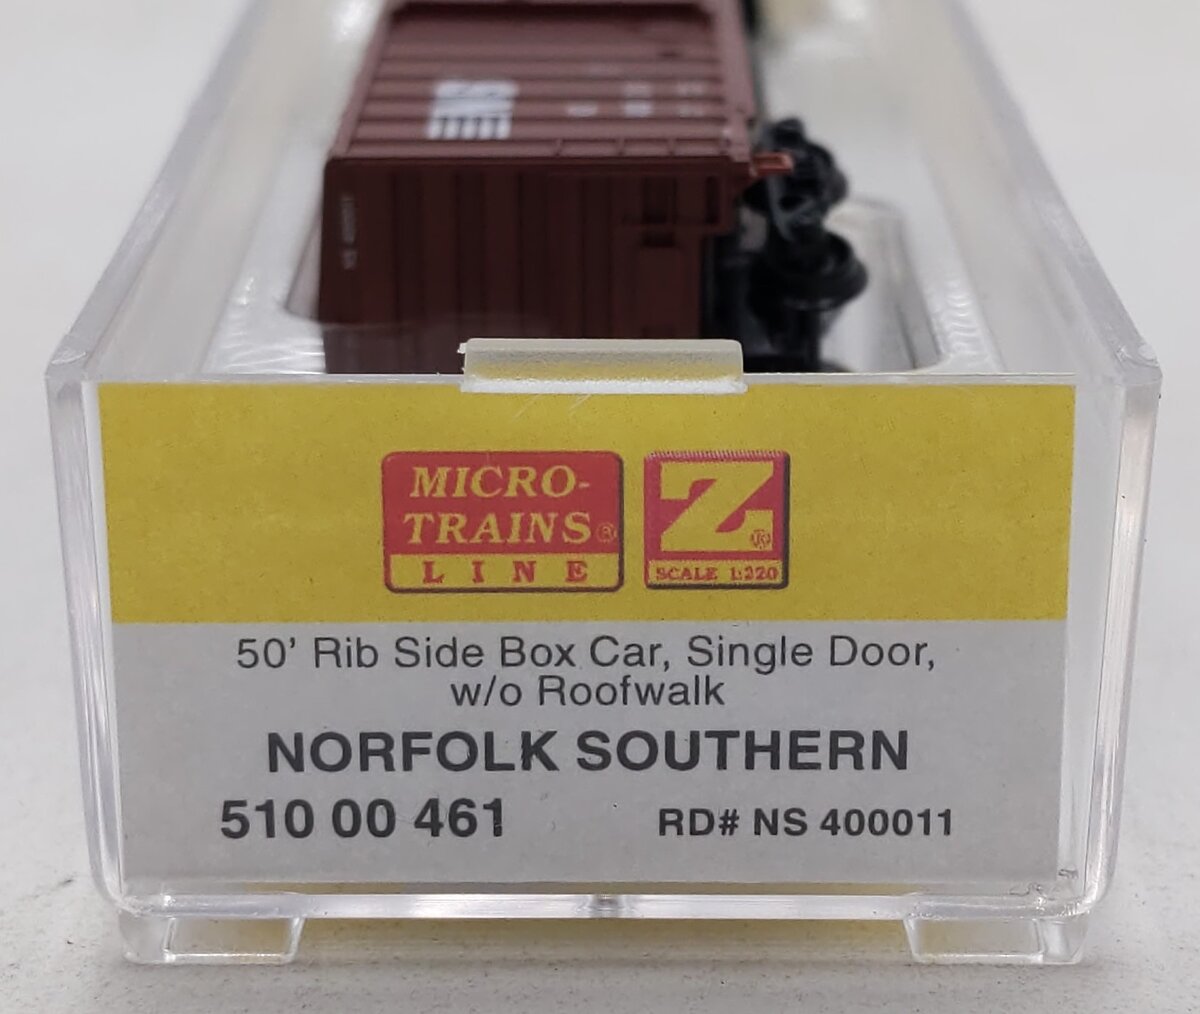 NS
MICRO-
TRAINS®
LINE
Z®
SCALE 1:220
50' Rib Side Box Car, Single Door,
w/o Roofwalk
NORFOLK SOUTHERN
510 00 461 RD# NS 400011